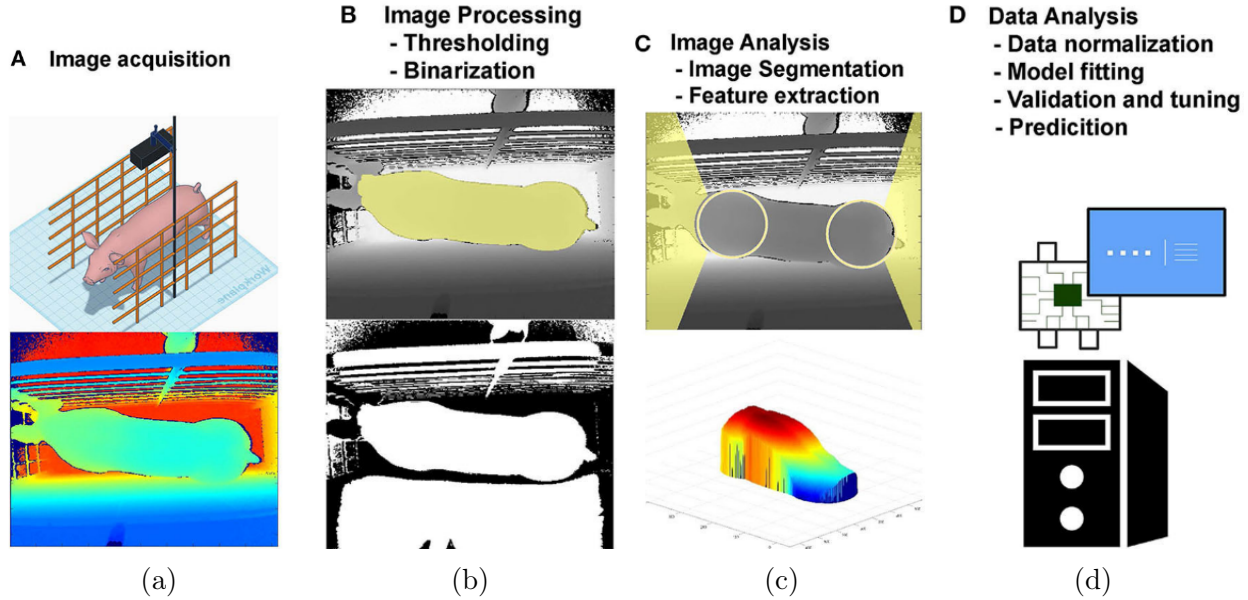 A Image acquisition
B Image Processing
- Thresholding
- Binarization
C Image Analysis
- Image Segmentation
- Feature extraction
D Data Analysis
- Data normalization
- Model fitting
- Validation and tuning
- Predicition
Workplane
(a)
(b)
(c)
(d)